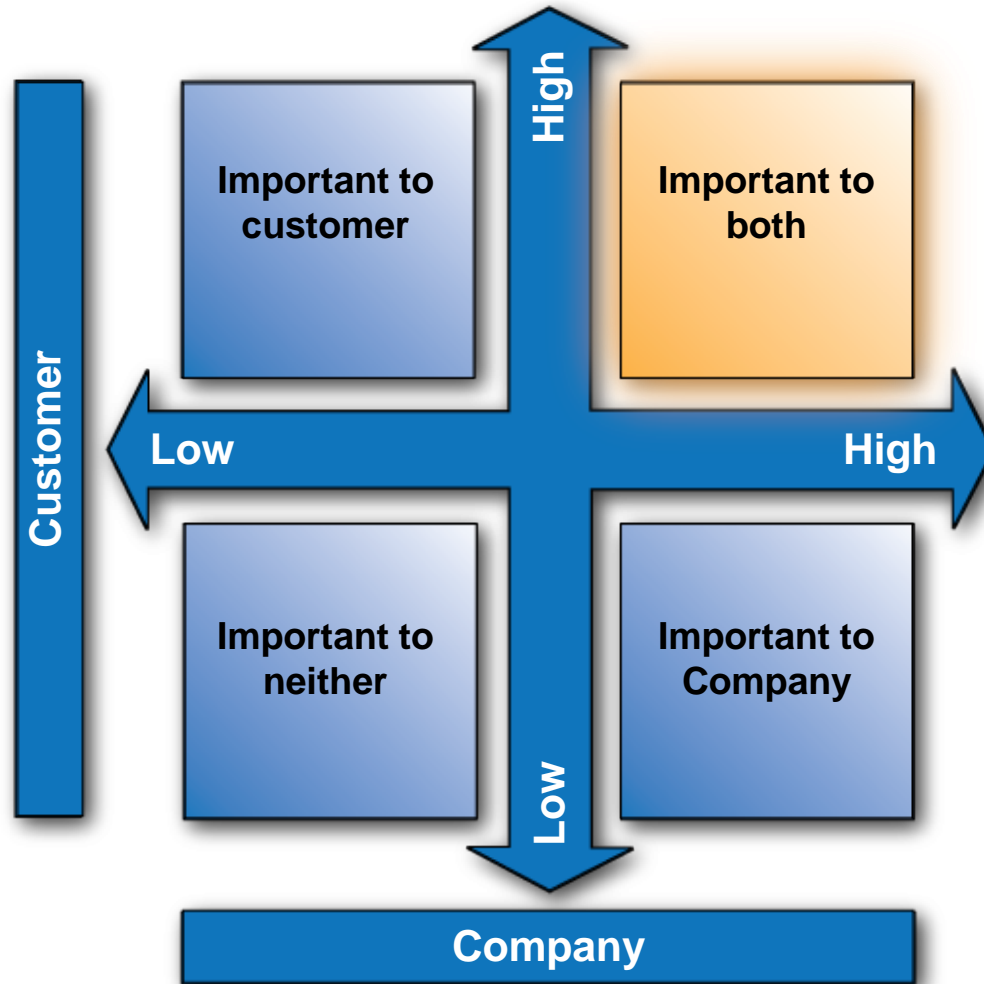 High
Important to
customer
Important to
both
Customer
Low
High
Important to
neither
Important to
Company
Low
Company